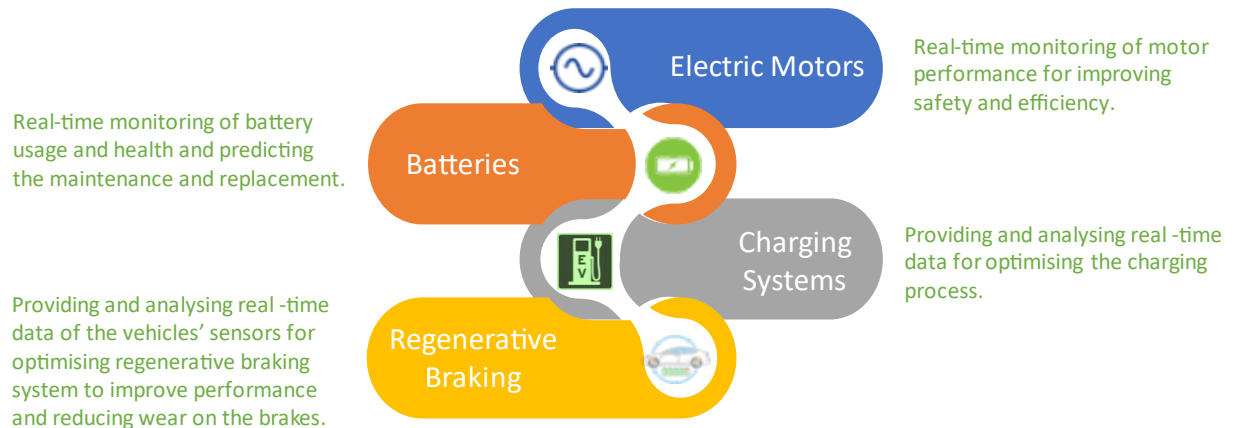 Electric Motors
Real-time monitoring of motor
performance for improving
safety and efficiency.
Real-time monitoring of battery
usage and health and predicting
the maintenance and replacement.
Batteries
Charging
Systems
EV
Providing and analysing real -time
data for optimising the charging
process.
Providing and analysing real -time
data of the vehicles’ sensors for
optimising regenerative braking
system to improve performance
and reducing wear on the brakes.
Regenerative
Braking